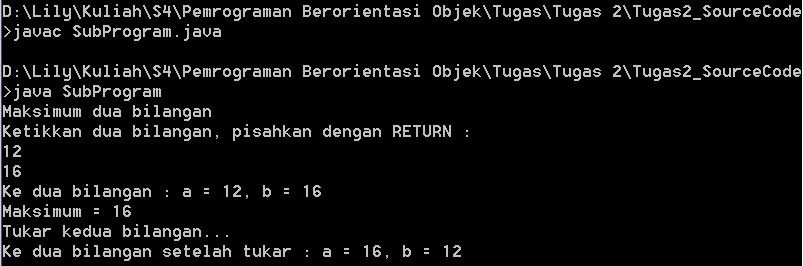 D:\Lily\Kuliah\S4\Pemrograman Berorientasi Objek\Tugas\Tugas 2\Tugas2_SourceCode
>javac SubProgram.java
D:\Lily\Kuliah\S4\Pemrograman Berorientasi Objek\Tugas\Tugas 2\Tugas2_SourceCode
>java SubProgram
Maksimum dua bilangan
Ketikkan dua bilangan, pisahkan dengan RETURN :
12
16
Ke dua bilangan : a = 12, b = 16
Maksimum = 16
Tukar kedua bilangan...
Ke dua bilangan setelah tukar : a = 16, b = 12